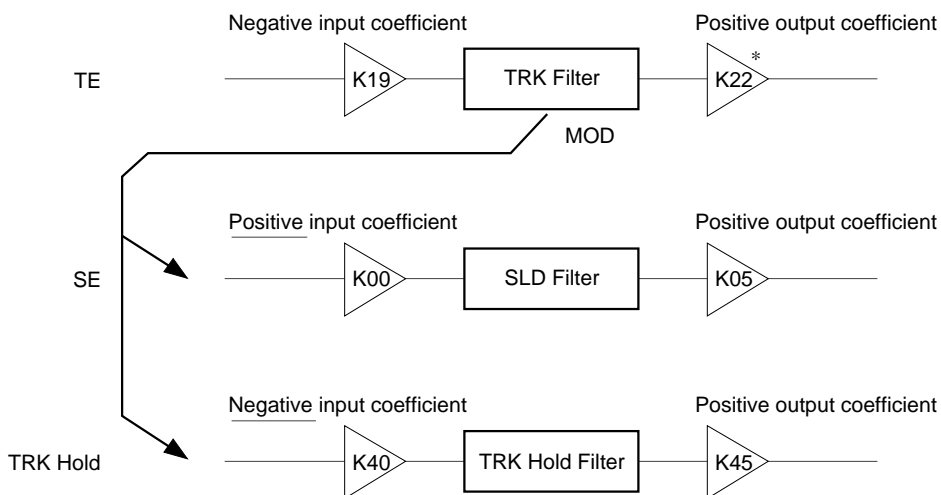 Negative input coefficient Positive output coefficient
TE K19 TRK Filter K22 *
MOD
Positive input coefficient Positive output coefficient
SE K00 SLD Filter K05
Negative input coefficient Positive output coefficient
TRK Hold K40 TRK Hold Filter K45